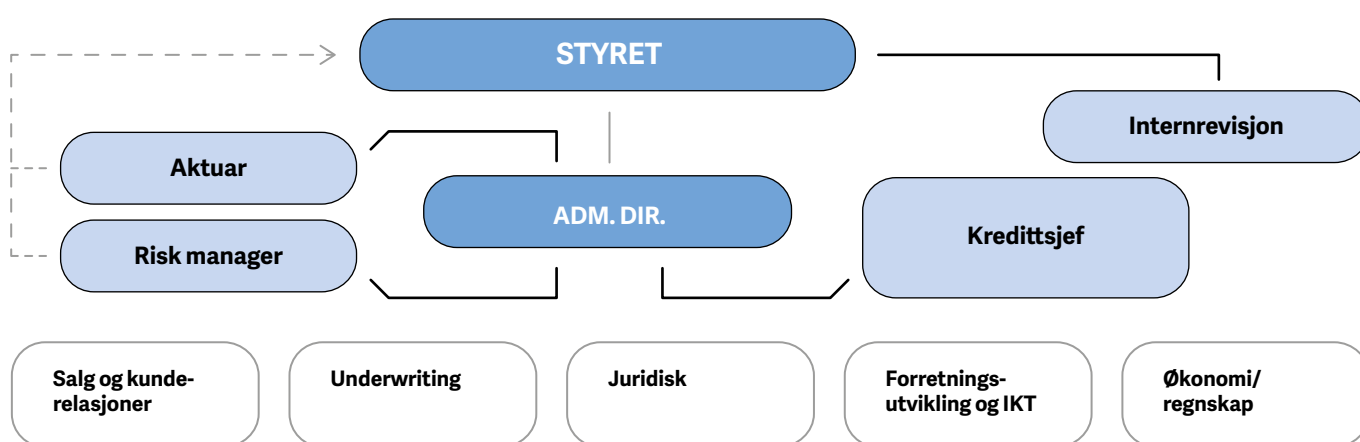 STYRET
Internrevisjon
Aktuar
ADM. DIR.
Kredittsjef
Risk manager
Salg og kunde-
relasjoner
Underwriting
Juridisk
Forretnings-
utvikling og IKT
Økonomi/
regnskap